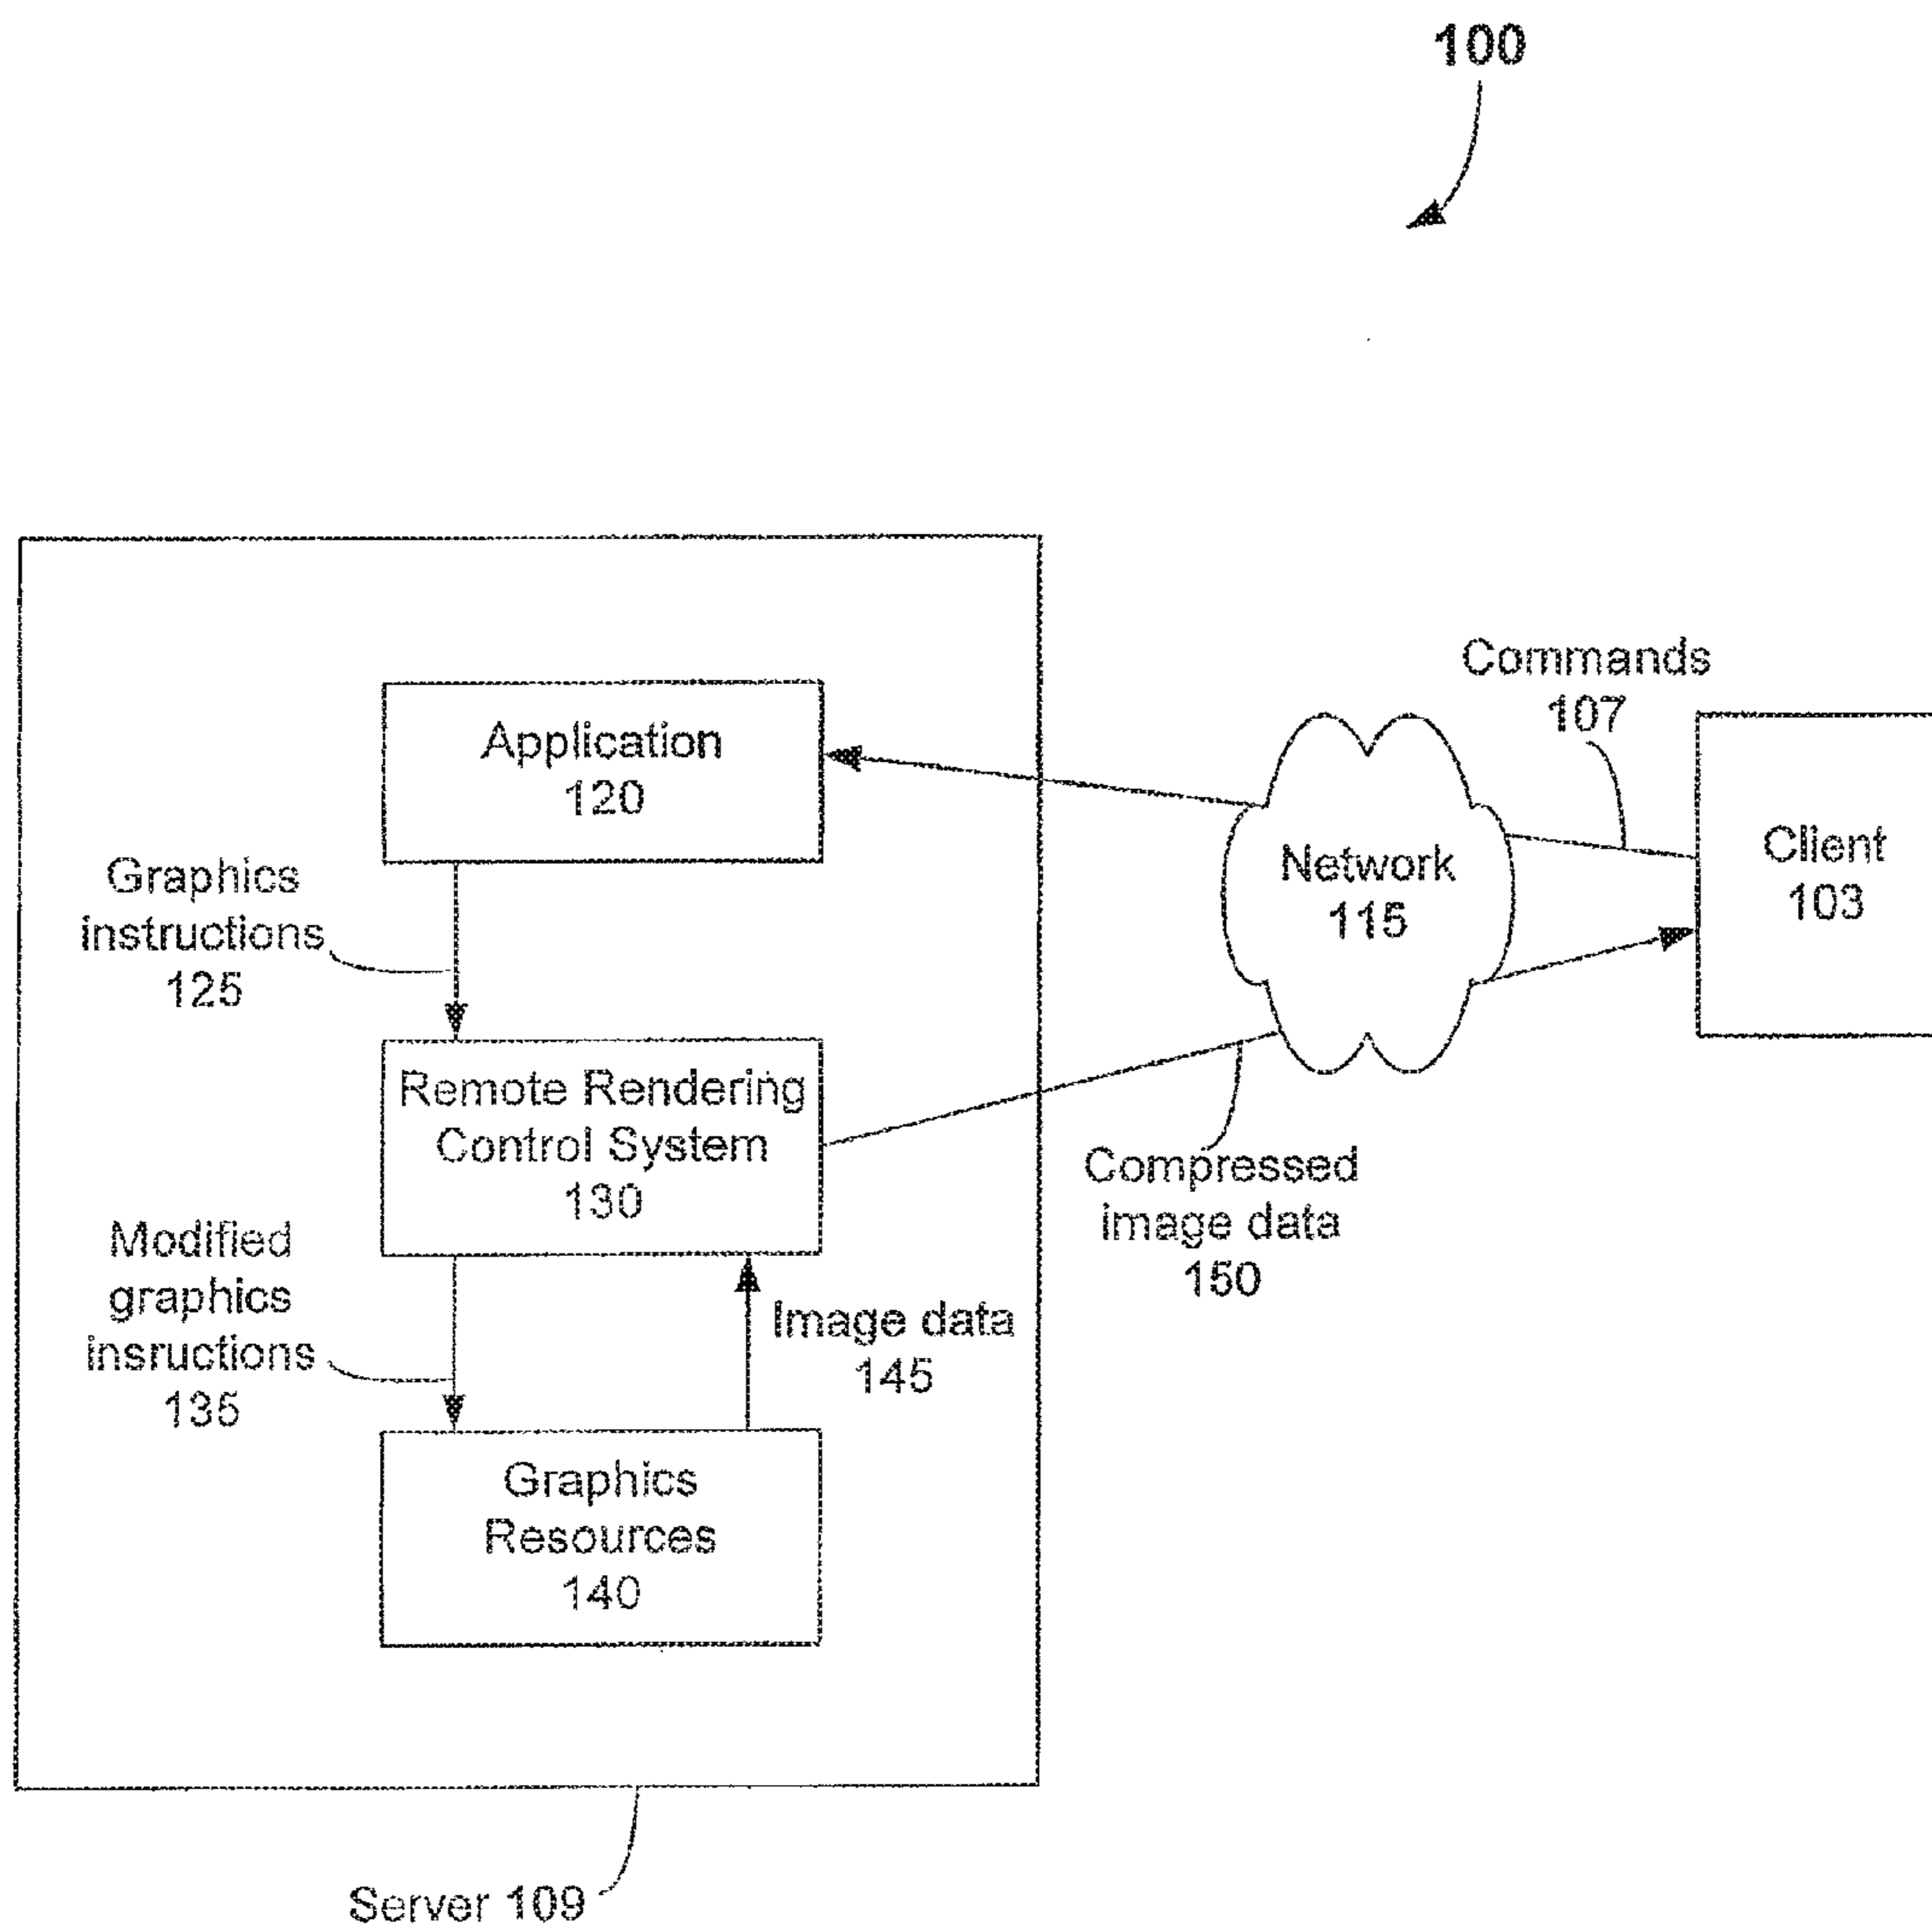 100
Application
120
Graphics
instructions
125
Remote Rendering
Control System
130
Modified
graphics
insructions
135
Image data
145
Graphics
Resources
140
Server 109
Network
115
Commands
107
Client
103
Compressed
image data
150